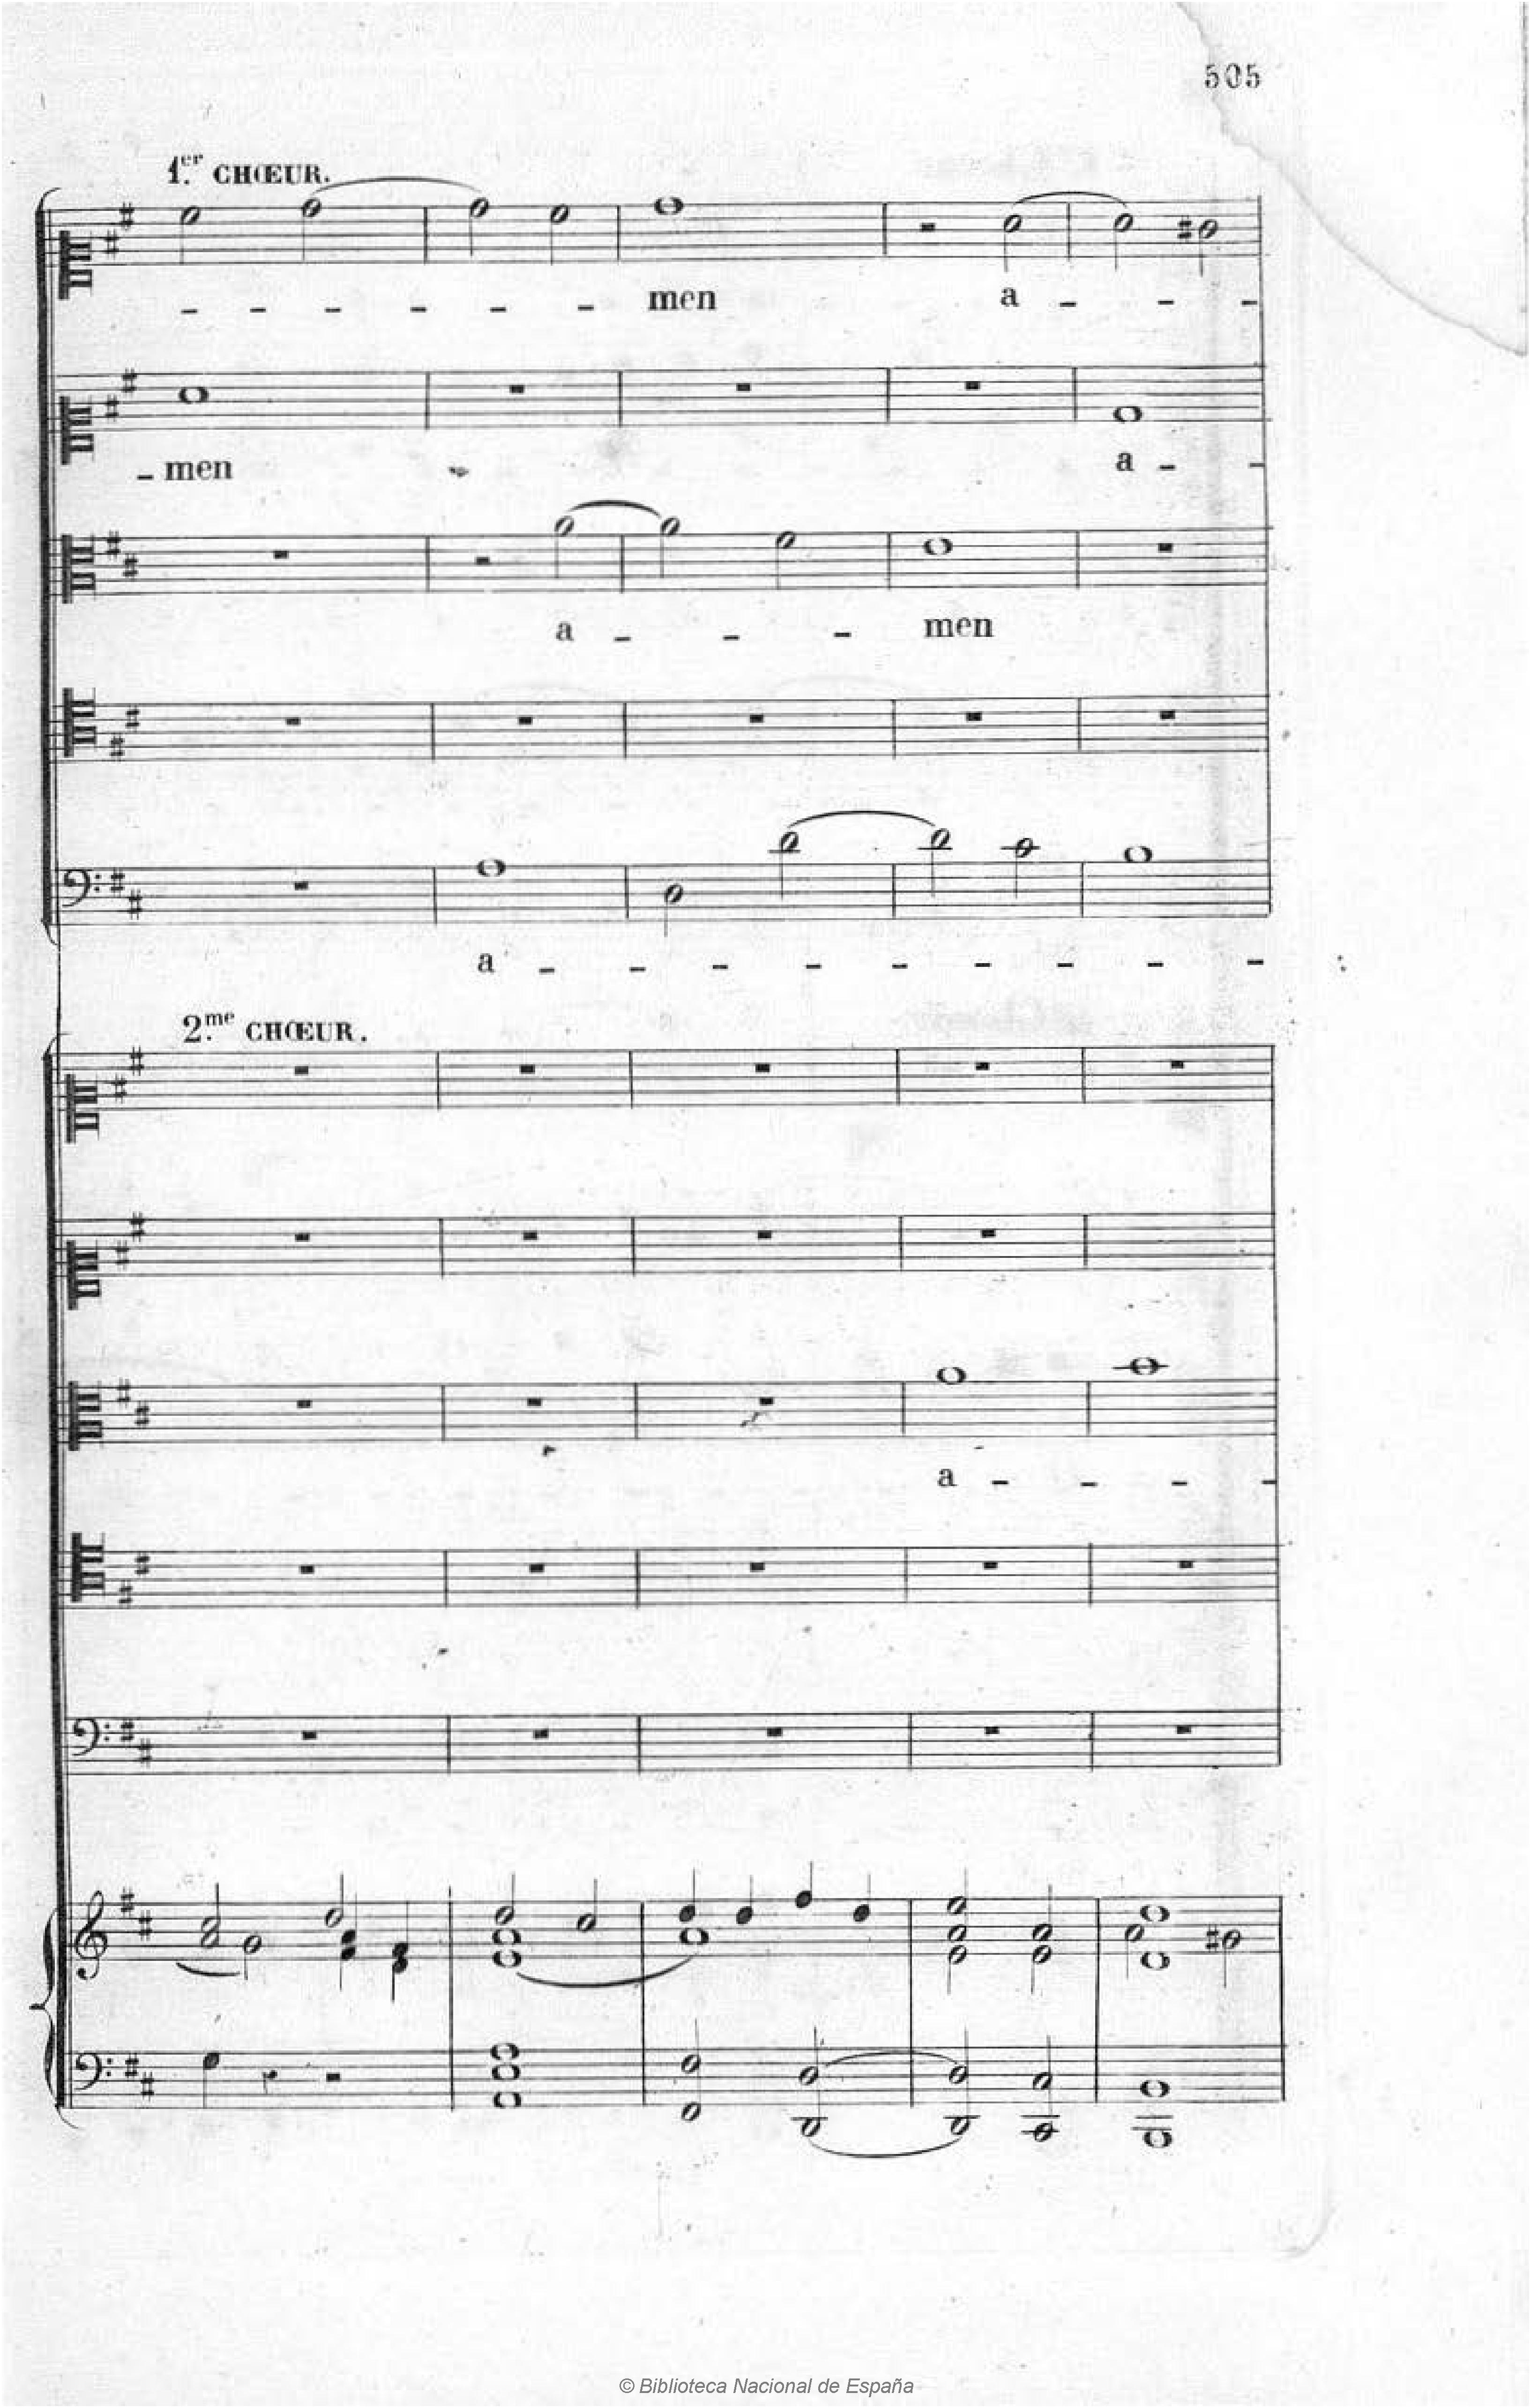 505
1.er CHŒUR.
- - - - - - men a - - -
- men a - -
a - - - men
a - - - - - - - - -
2.me CHŒUR.
a - - - -
© Biblioteca Nacional de España